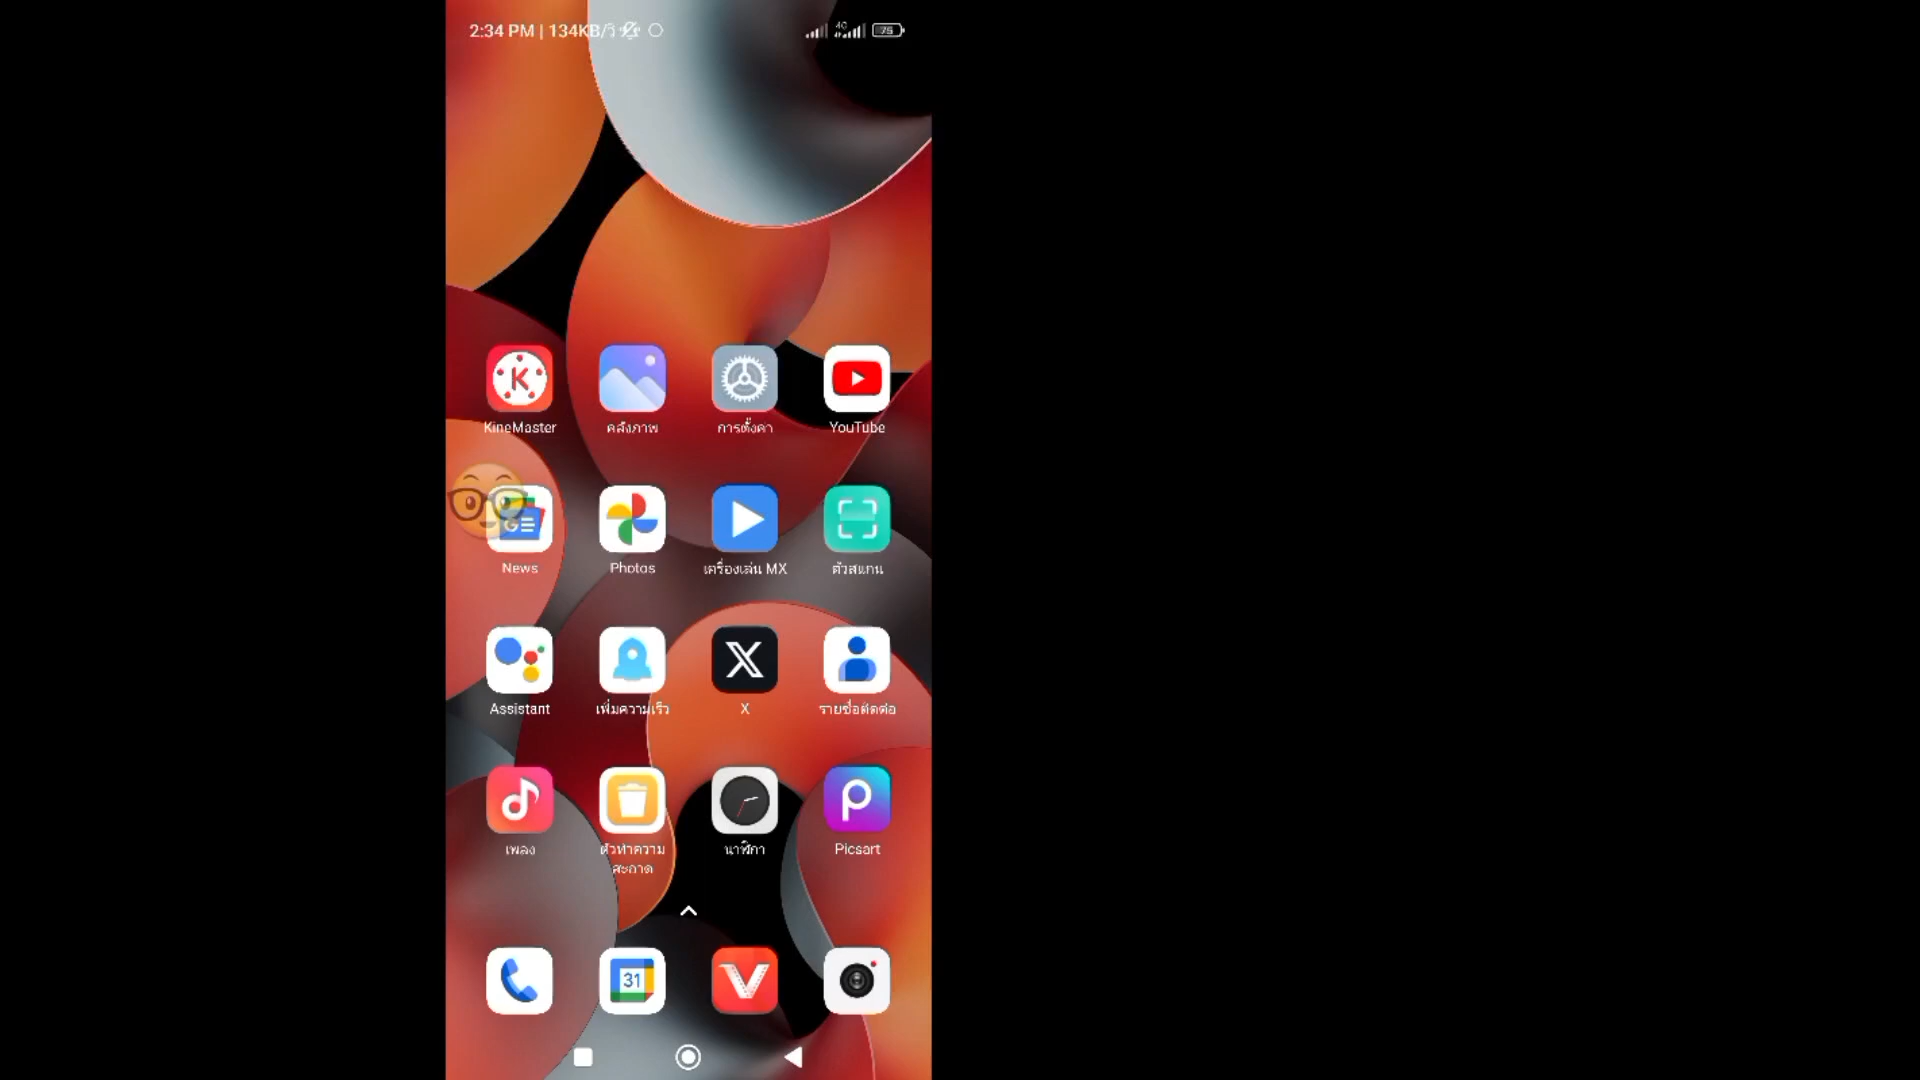 2:34 PM | 134KB/วิ
4G
75
KineMaster
คลังภาพ
การตั้งค่า
YouTube
News
Photos
เครื่องเล่น MX
ตัวสแกน
Assistant
เพิ่มความเร็ว
X
รายชื่อติดต่อ
เพลง
ตัวทำความ
สะอาด
นาฬิกา
Picsart
31